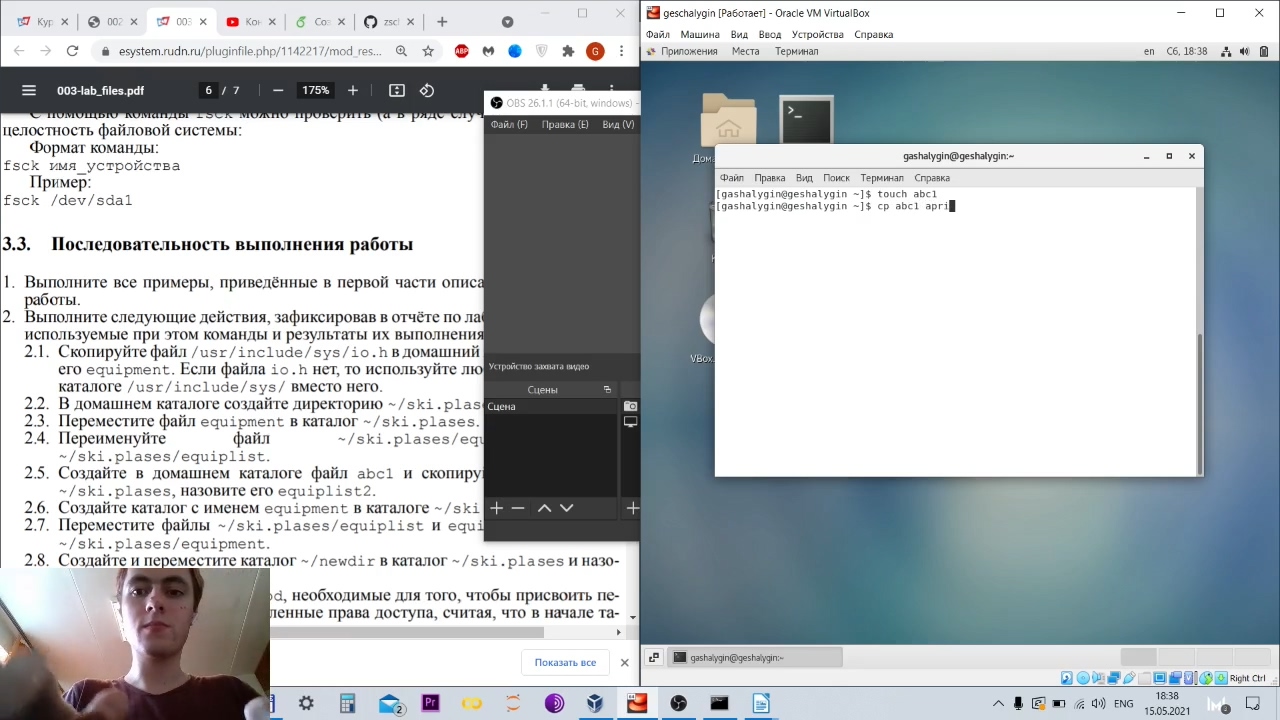 Кур
002
003
Кон
Соз
zscl
esystem.rudn.ru/pluginfile.php/1142217/mod_res...
ABP
G
003-lab_files.pdf
6 / 7
175%
С помощью команды fsck можно проверить (а в ряде случ
целостность файловой системы:
Формат команды:
fsck имя_устройства
Пример:
fsck /dev/sda1
3.3. Последовательность выполнения работы
1. Выполните все примеры, приведённые в первой части описа
работы.
2. Выполните следующие действия, зафиксировав в отчёте по ла
используемые при этом команды и результаты их выполнения
2.1. Скопируйте файл /usr/include/sys/io.h в домашний
его equipment. Если файла io.h нет, то используйте лю
каталоге /usr/include/sys/ вместо него.
2.2. В домашнем каталоге создайте директорию ~/ski.plas
2.3. Переместите файл equipment в каталог ~/ski.plases.
2.4. Переименуйте файл ~/ski.plases/equ
~/ski.plases/equiplist.
2.5. Создайте в домашнем каталоге файл abc1 и скопиру
~/ski.plases, назовите его equiplist2.
2.6. Создайте каталог с именем equipment в каталоге ~/ski
2.7. Переместите файлы ~/ski.plases/equiplist и equi
~/ski.plases/equipment.
2.8. Создайте и переместите каталог ~/newdir в каталог ~/ski.plases и назо-
od, необходимые для того, чтобы присвоить пе-
ленные права доступа, считая, что в начале та-
Показать все
OBS 26.1.1 (64-bit, windows) -
Файл (F) Правка (E) Вид (V)
Устройство захвата видео
Сцены
Сцена
geschalygin [Работает] - Oracle VM VirtualBox
Файл Машина Вид Ввод Устройства Справка
Приложения Места Терминал
en Сб, 18:38
Дом
VBox
gashalygin@geshalygin:~
Файл Правка Вид Поиск Терминал Справка
[gashalygin@geshalygin ~]$ touch abc1
[gashalygin@geshalygin ~]$ cp abc1 apri
gashalygin@geshalygin:~
Right Ctrl
2
Pr
ENG
18:38
15.05.2021